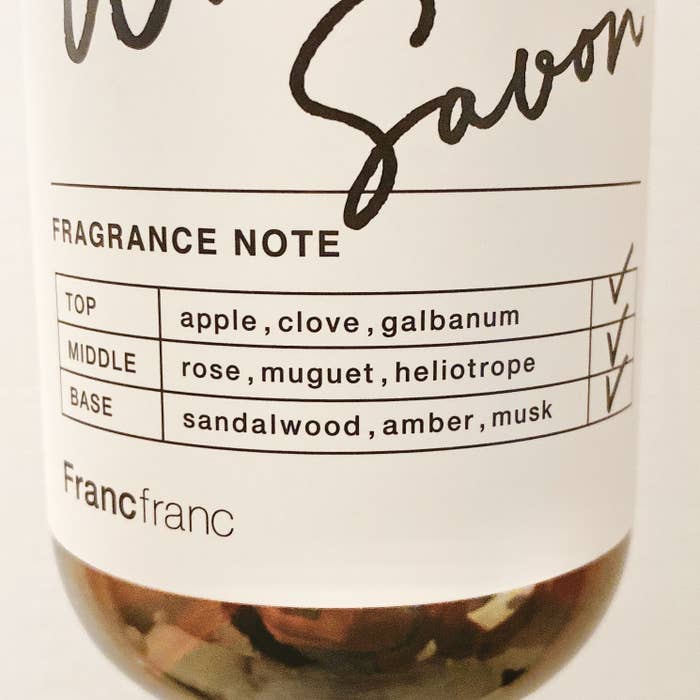 Savon
FRAGRANCE NOTE
TOP apple , clove , galbanum ✓
MIDDLE rose , muguet , heliotrope ✓
BASE sandalwood , amber , musk ✓
Francfranc